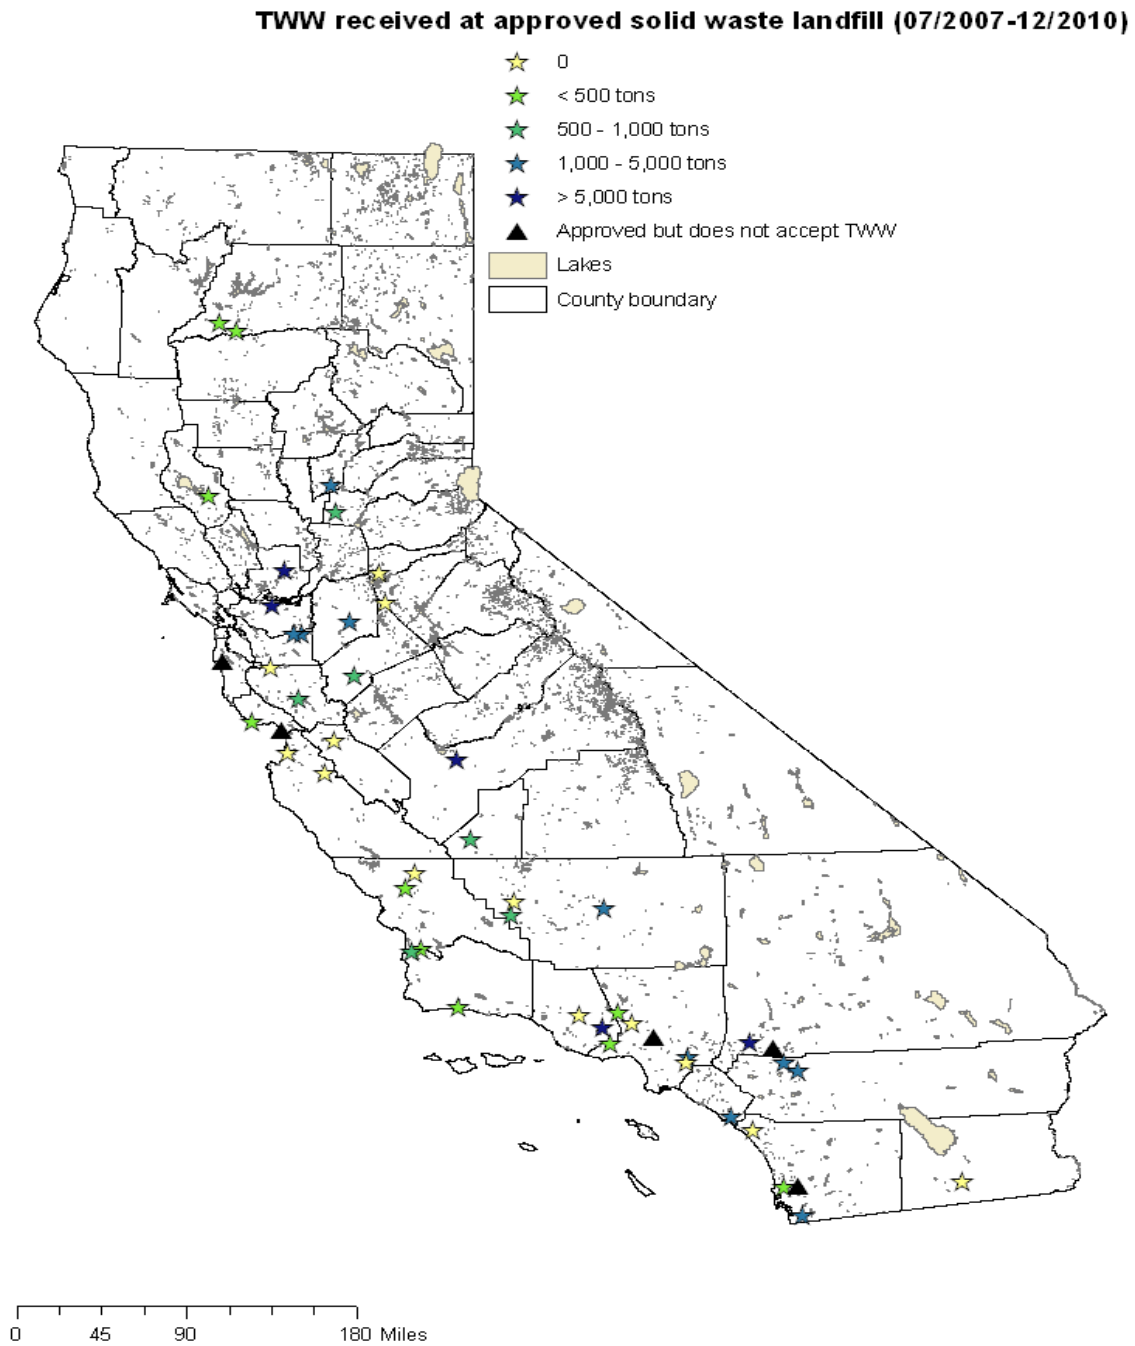 TWW received at approved solid waste landfill (07/2007-12/2010)
0
< 500 tons
500 - 1,000 tons
1,000 - 5,000 tons
> 5,000 tons
Approved but does not accept TWW
Lakes
County boundary
0 45 90 180 Miles